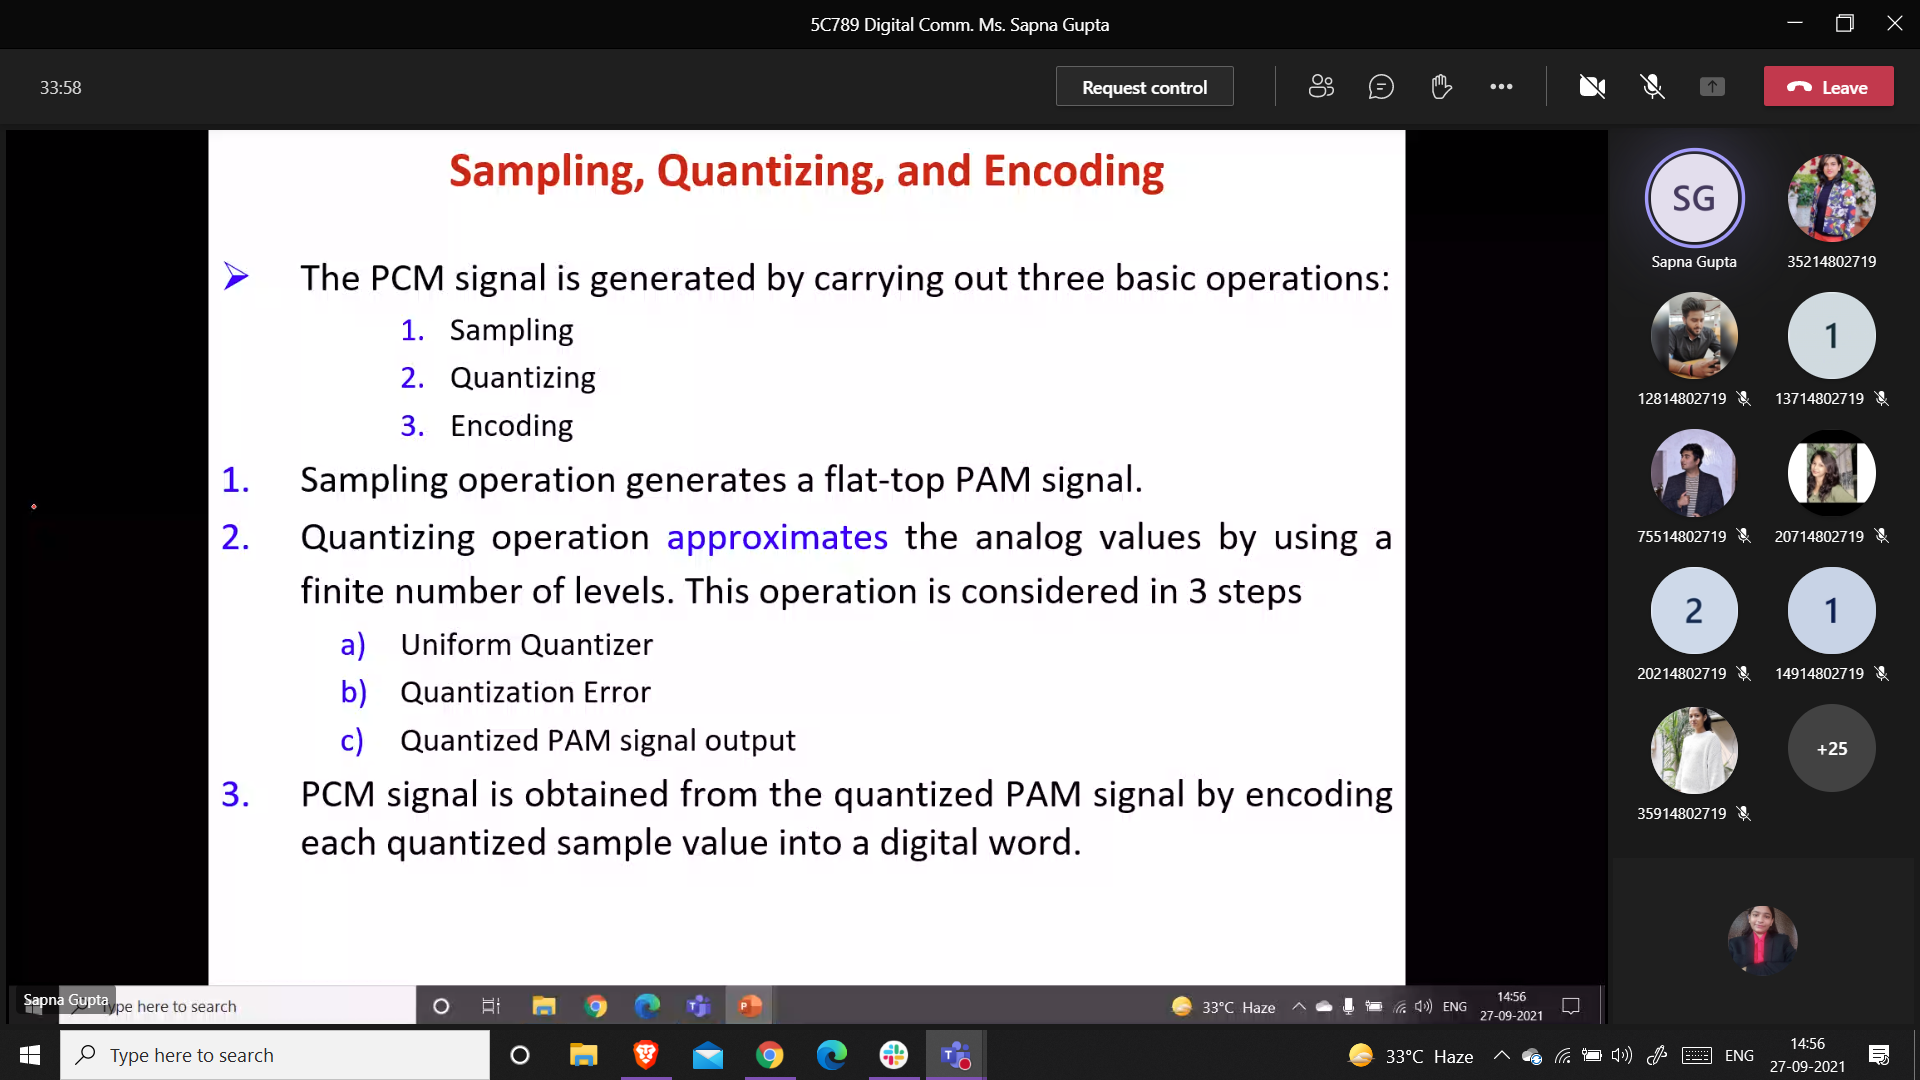 5C789 Digital Comm. Ms. Sapna Gupta
33:58
Request control
Leave
Sampling, Quantizing, and Encoding
➢ The PCM signal is generated by carrying out three basic operations:
1. Sampling
2. Quantizing
3. Encoding
1. Sampling operation generates a flat-top PAM signal.
2. Quantizing operation approximates the analog values by using a
finite number of levels. This operation is considered in 3 steps
a) Uniform Quantizer
b) Quantization Error
c) Quantized PAM signal output
3. PCM signal is obtained from the quantized PAM signal by encoding
each quantized sample value into a digital word.
SG
Sapna Gupta
35214802719
12814802719
1
13714802719
75514802719
20714802719
2
20214802719
1
14914802719
35914802719
+25
Sapna Gupta
Type here to search
33°C Haze
ENG
14:56
27-09-2021
Type here to search
33°C Haze
ENG
14:56
27-09-2021